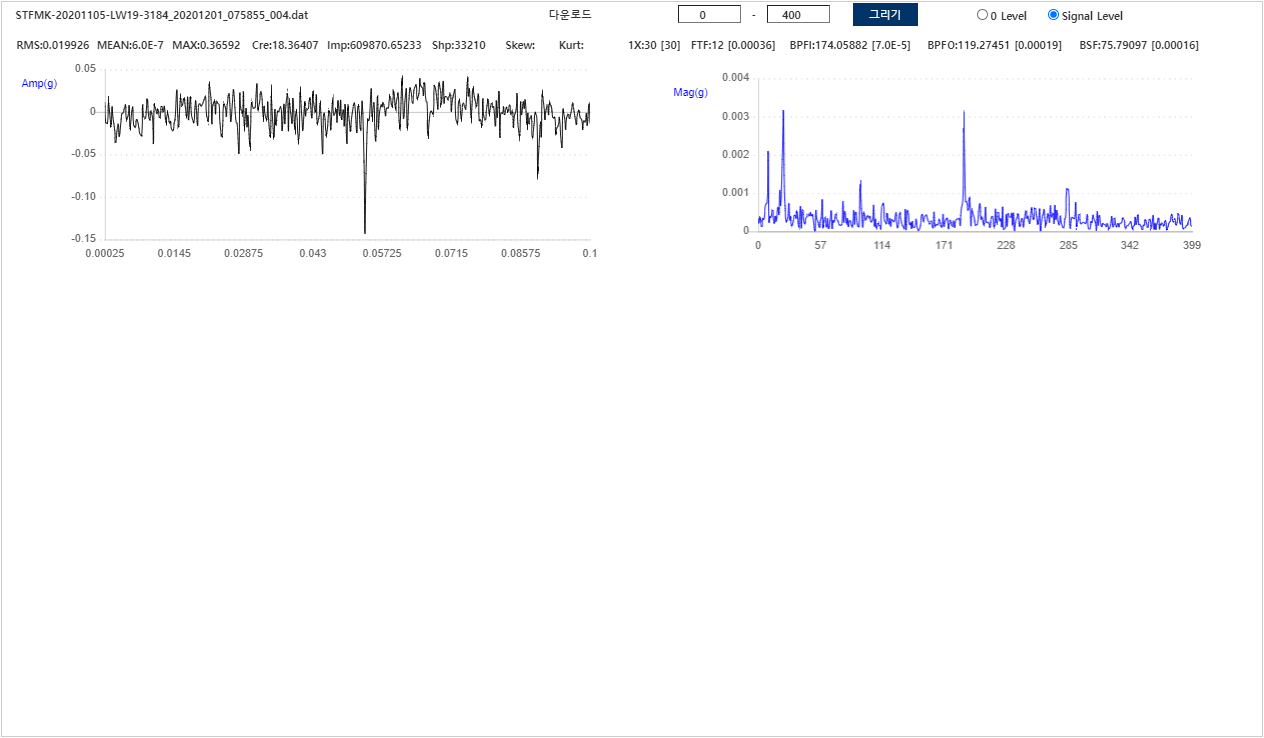 STFMK-20201105-LW19-3184_20201201_075855_004.dat 다운로드 0 - 400 그리기 0 Level Signal Level
RMS:0.019926 MEAN:6.0E-7 MAX:0.36592 Cre:18.36407 Imp:609870.65233 Shp:33210 Skew: Kurt: 1X:30 [30] FTF:12 [0.00036] BPFI:174.05882 [7.0E-5] BPFO:119.27451 [0.00019] BSF:75.79097 [0.00016]
Amp(g)
0.05
0
-0.05
-0.10
-0.15
0.00025 0.0145 0.02875 0.043 0.05725 0.0715 0.08575 0.1
Mag(g)
0.004
0.003
0.002
0.001
0
0 57 114 171 228 285 342 399